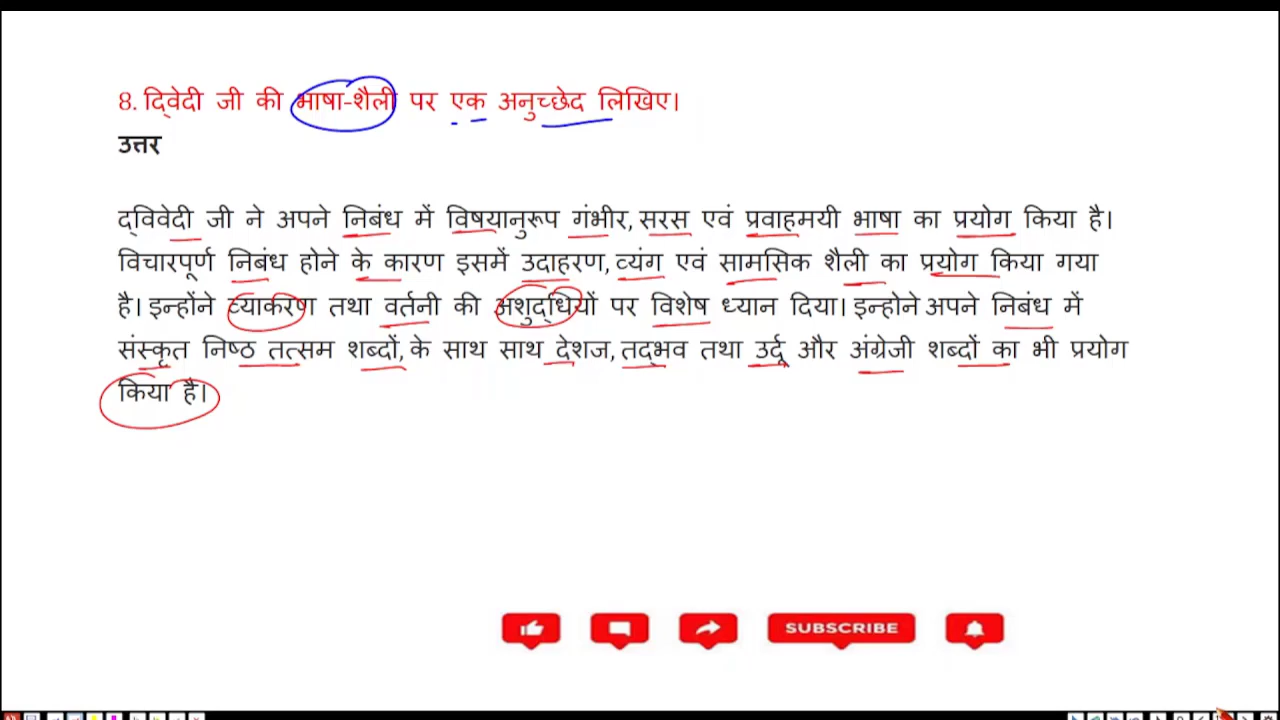 8. दि्वेदी जी की भाषा-शैली पर एक अनुच्छेद लिखिए।
उत्तर
द्विवेदी जी ने अपने निबंध में विषयानुरूप गंभीर, सरस एवं प्रवाहमयी भाषा का प्रयोग किया है।
विचारपूर्ण निबंध होने के कारण इसमें उदाहरण, व्यंग एवं सामसिक शैली का प्रयोग किया गया
है। इन्होंने व्याकरण तथा वर्तनी की अशुद्धियों पर विशेष ध्यान दिया। इन्होने अपने निबंध में
संस्कृत निष्ठ तत्सम शब्दों, के साथ साथ देशज, तद्भव तथा उर्दू और अंग्रेजी शब्दों का भी प्रयोग
किया है।
SUBSCRIBE